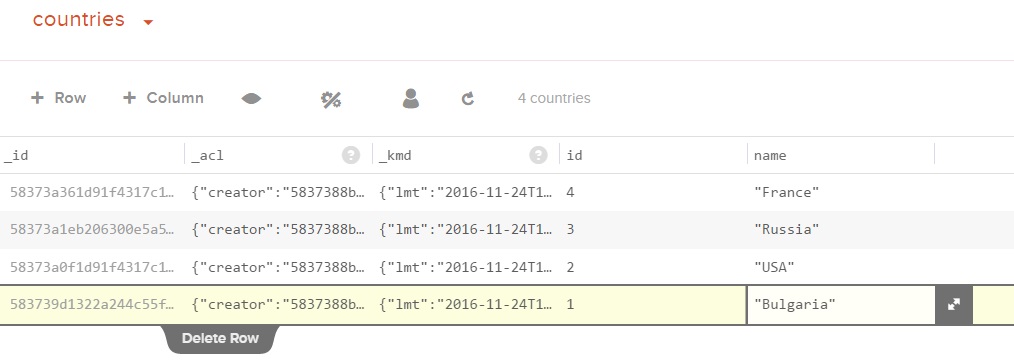 countries
+ Row + Column 4 countries
_id _acl ? _kmd ? id name
58373a361d91f4317c1… {"creator":"5837388b… {"lmt":"2016-11-24T1… 4 "France"
58373a1eb206300e5a5… {"creator":"5837388b… {"lmt":"2016-11-24T1… 3 "Russia"
58373a0f1d91f4317c1… {"creator":"5837388b… {"lmt":"2016-11-24T1… 2 "USA"
583739d1322a244c55f… {"creator":"5837388b… {"lmt":"2016-11-24T1… 1 "Bulgaria"
Delete Row